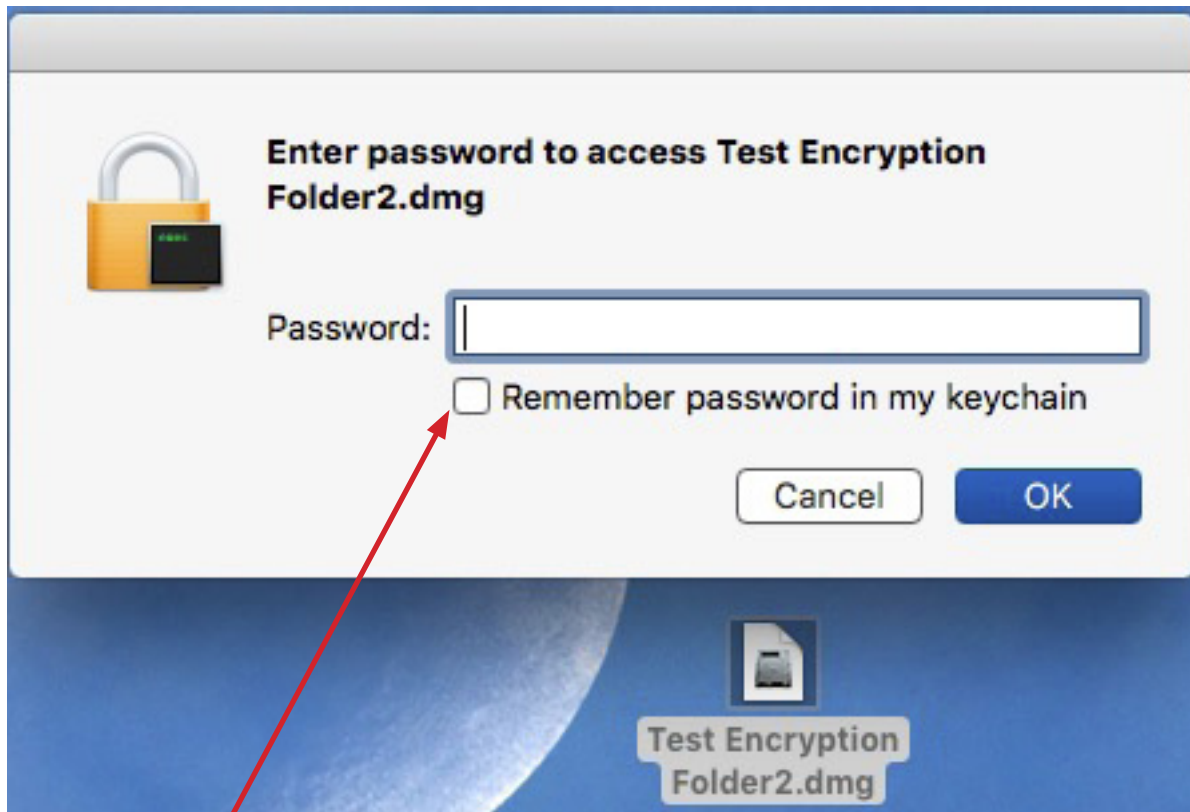 Enter password to access Test Encryption
Folder2.dmg
Password:
Remember password in my keychain
Cancel
OK
Test Encryption
Folder2.dmg